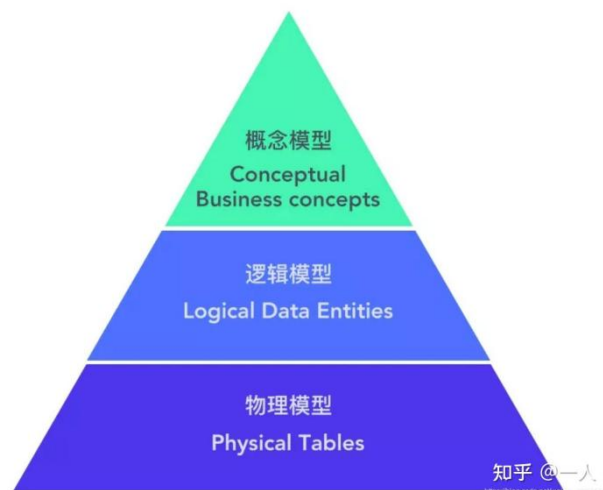 概念模型
Conceptual
Business concepts
逻辑模型
Logical Data Entities
物理模型
Physical Tables
知乎 @一人